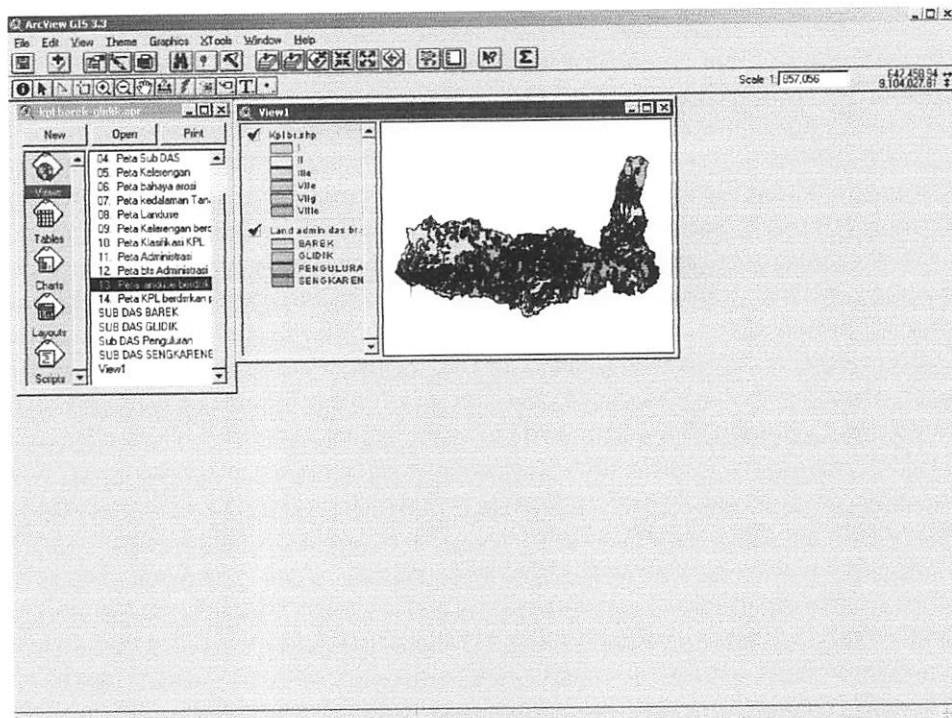 ArcView GIS 3.3
File Edit View Theme Graphics XTools Window Help
Scale 1: 857,056
642,458.94
9,104,027.81
New Open Print
Views
Tables
Charts
Layouts
Scripts
04. Peta Sub DAS
05. Peta Kelerengan
06. Peta bahaya erosi
07. Peta kedalaman Tan
08. Peta Landuse
09. Peta Kelerengan berd
10. Peta Klasifikasi KPL
11. Peta Administrasi
12. Peta bts Administrasi
14. Peta KPL berdsrkan p
SUB DAS BAREK
SUB DAS GLIDIK
Sub DAS Penguluran
SUB DAS SENGKARENG
View1
View1
Kpl br.shp
I
II
IIIe
VIIe
VIIg
VIIIe
Land admin das br.s
BAREK
GLIDIK
PENGULURA
SENGKAREN